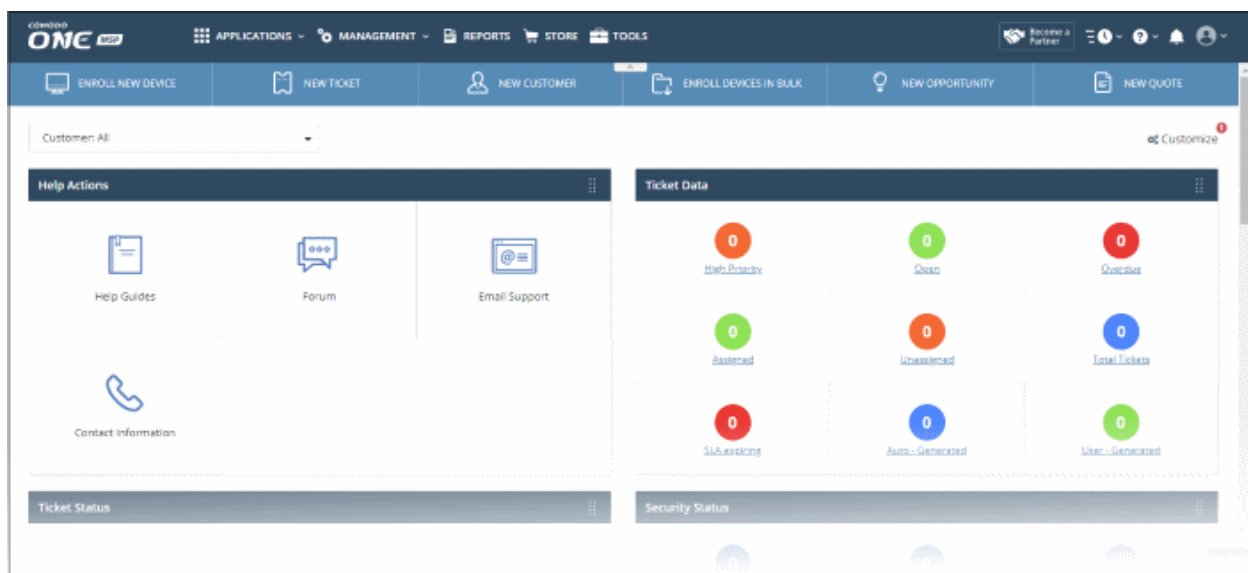 COMODO
ONE MSP
APPLICATIONS
MANAGEMENT
REPORTS
STORE
TOOLS
Become a
Partner
ENROLL NEW DEVICE
NEW TICKET
NEW CUSTOMER
ENROLL DEVICES IN BULK
NEW OPPORTUNITY
NEW QUOTE
Customer: All
Customize
1
Help Actions
Help Guides
Forum
Email Support
Contact Information
Ticket Data
0
High Priority
0
Open
0
Overdue
0
Assigned
0
Unassigned
0
Total Tickets
0
SLA expiring
0
Auto - Generated
0
User - Generated
Ticket Status
Security Status
0